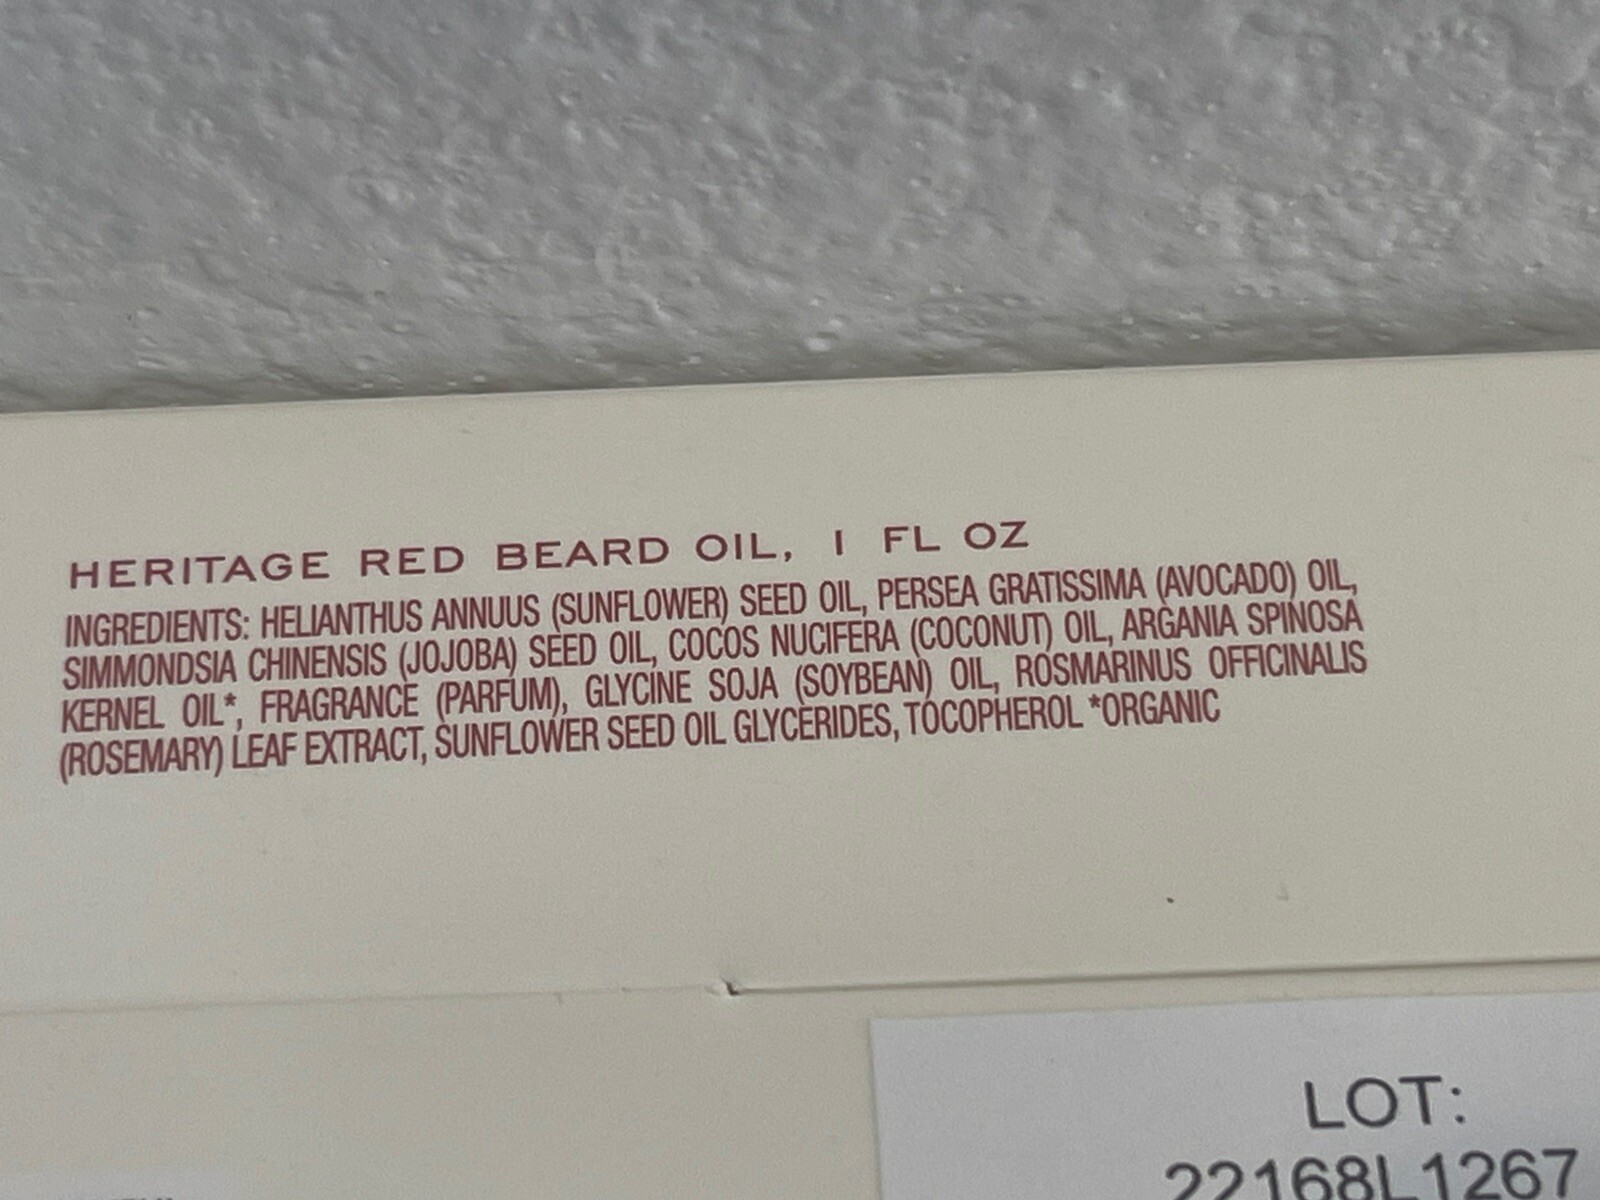 HERITAGE RED BEARD OIL, 1 FL OZ
INGREDIENTS: HELIANTHUS ANNUUS (SUNFLOWER) SEED OIL, PERSEA GRATISSIMA (AVOCADO) OIL,
SIMMONDSIA CHINENSIS (JOJOBA) SEED OIL, COCOS NUCIFERA (COCONUT) OIL, ARGANIA SPINOSA
KERNEL OIL*, FRAGRANCE (PARFUM), GLYCINE SOJA (SOYBEAN) OIL, ROSMARINUS OFFICINALIS
(ROSEMARY) LEAF EXTRACT, SUNFLOWER SEED OIL GLYCERIDES, TOCOPHEROL *ORGANIC
LOT:
22168L1267